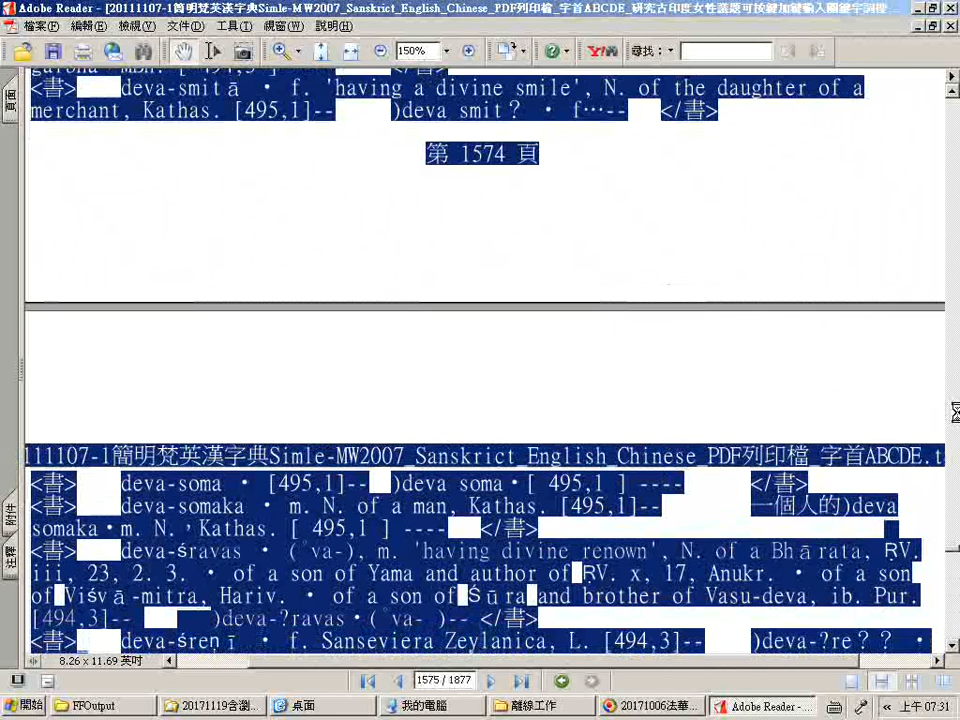 Adobe Reader - [20111107-1簡明梵英漢字典Simle-MW2007_Sanskrict_English_Chinese_PDF列印檔_字首ABCDE_研究古印度女性議題可按鍵加鍵輸入關鍵字詞搜
檔案(F) 編輯(E) 檢視(V) 文件(D) 工具(T) 視窗(W) 說明(H)
150% Y! 尋找:
頁面
<書> deva-smitā ‧ f. 'having a divine smile', N. of the daughter of a
merchant, Kathas. [495,1]-- )deva smit？ ‧ f…-- </書>
第 1574 頁
111107-1簡明梵英漢字典Simle-MW2007_Sanskrict_English_Chinese_PDF列印檔_字首ABCDE.t
<書> deva-soma ‧ [495,1]-- )deva soma‧[ 495,1 ] ---- </書>
<書> deva-somaka ‧ m. N. of a man, Kathas. [495,1]-- 一個人的)deva
somaka‧m. N.，Kathas. [ 495,1 ] ---- </書>
<書> deva-śravas ‧ (ˊva-), m. 'having divine renown', N. of a Bhārata, RV.
iii, 23, 2. 3. ‧ of a son of Yama and author of RV. x, 17, Anukr. ‧ of a son
of Viśvā-mitra, Hariv. ‧ of a son of Śūra and brother of Vasu-deva, ib. Pur.
[494,3]-- )deva-?ravas‧(ˊva- )-- </書>
<書> deva-śreṇī ‧ f. Sanseviera Zeylanica, L. [494,3]-- )deva-?re？？ ‧
附件
注釋
8.26 x 11.69 英吋
1575 / 1877
開始 FFOutput 20171119含瀏... 桌面 我的電腦 離線工作 20171006法華... Adobe Reader - ... « 上午 07:31